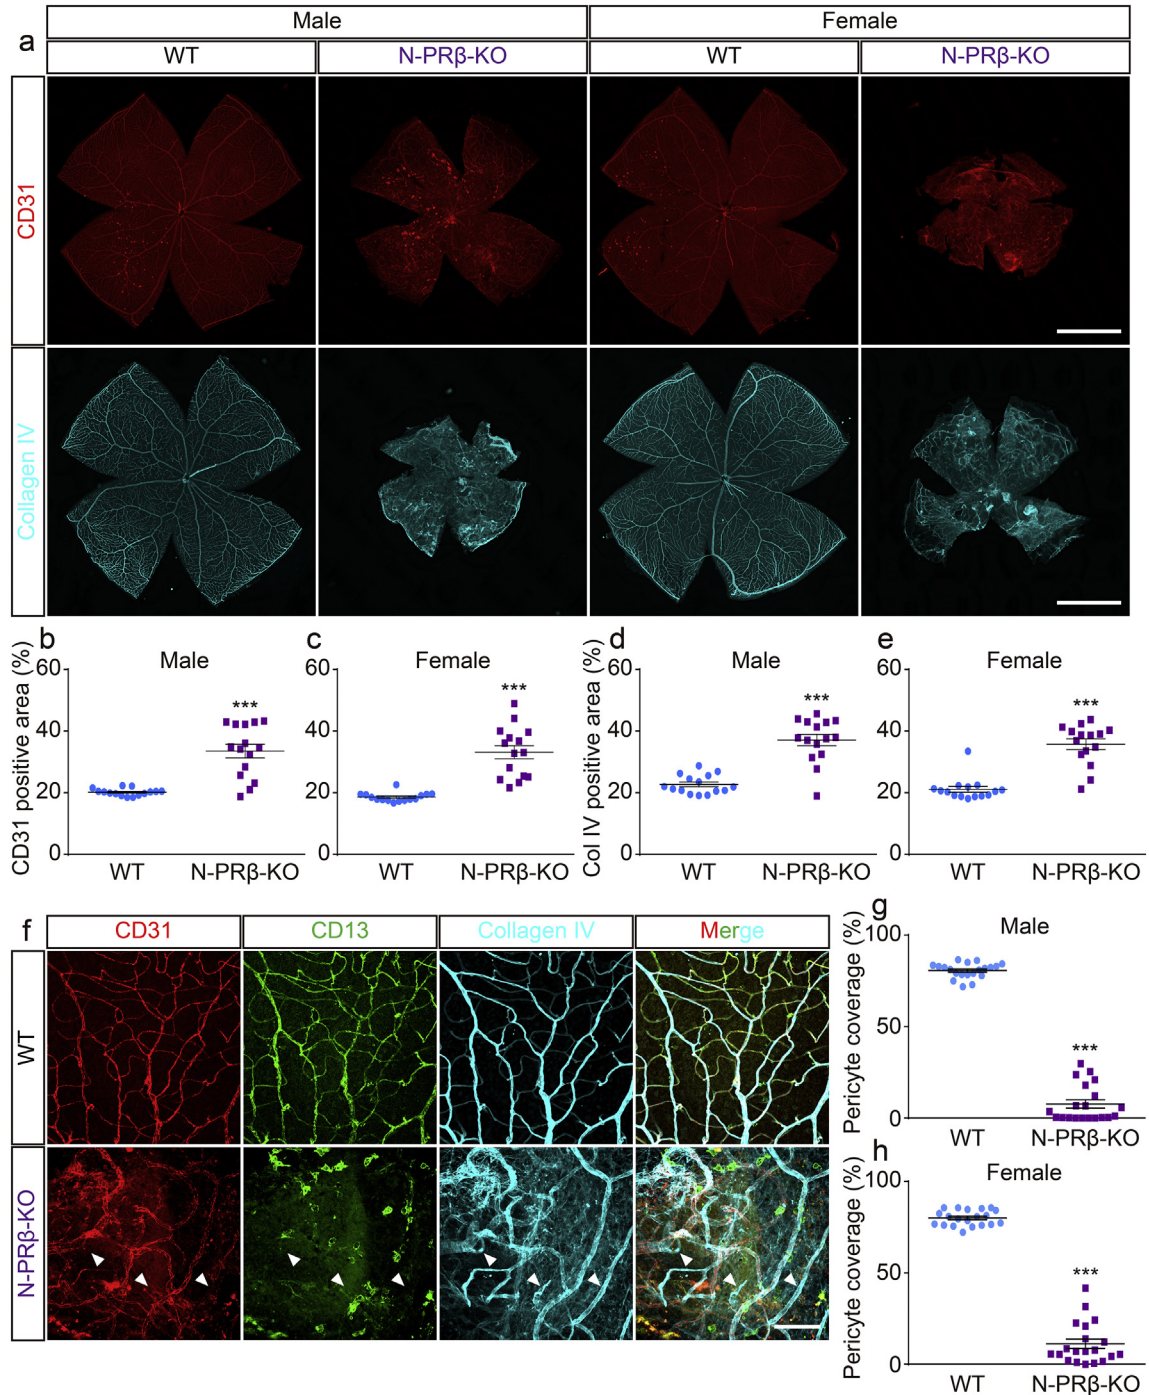 Male Female
a
WT N-PRβ-KO WT N-PRβ-KO
CD31
Collagen IV
b c d e
Male Female Male Female
CD31 positive area (%)
60
40
20
0
***
WT N-PRβ-KO
60
40
20
0
***
WT N-PRβ-KO
Col IV positive area (%)
60
40
20
0
***
WT N-PRβ-KO
60
40
20
0
***
WT N-PRβ-KO
f
CD31 CD13 Collagen IV Merge
WT
N-PRβ-KO
g
Male
Pericyte coverage (%)
100
50
0
***
WT N-PRβ-KO
h
Female
Pericyte coverage (%)
100
50
0
***
WT N-PRβ-KO